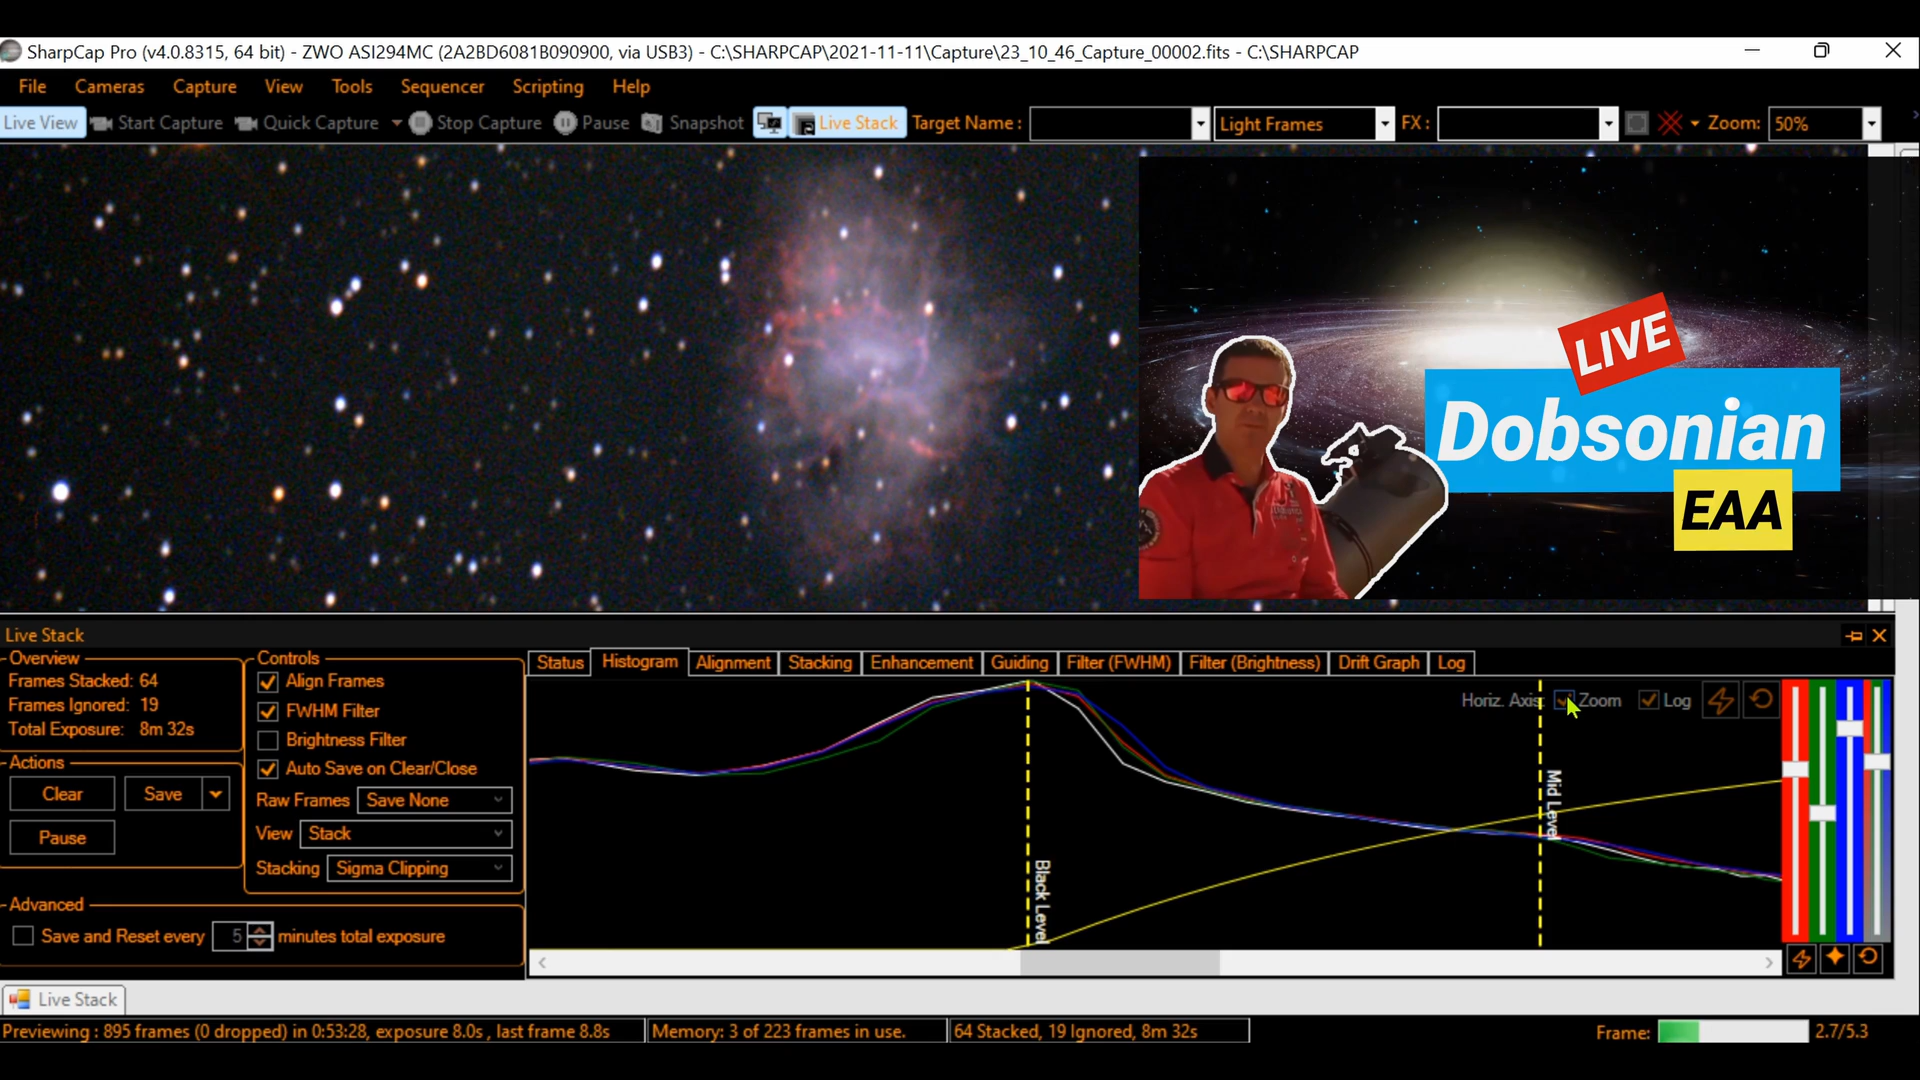 SharpCap Pro (v4.0.8315, 64 bit) - ZWO ASI294MC (2A2BD6081B090900, via USB3) - C:\SHARPCAP\2021-11-11\Capture\23_10_46_Capture_00002.fits - C:\SHARPCAP
File Cameras Capture View Tools Sequencer Scripting Help
Live View Start Capture Quick Capture Stop Capture Pause Snapshot Live Stack Target Name : Light Frames FX : Zoom: 50%
LIVE
Dobsonian
EAA
Live Stack
Overview
Frames Stacked: 64
Frames Ignored: 19
Total Exposure: 8m 32s
Actions
Clear Save
Pause
Controls
Align Frames
FWHM Filter
Brightness Filter
Auto Save on Clear/Close
Raw Frames Save None
View Stack
Stacking Sigma Clipping
Advanced
Save and Reset every 5 minutes total exposure
Status Histogram Alignment Stacking Enhancement Guiding Filter (FWHM) Filter (Brightness) Drift Graph Log
Horiz. Axis: Zoom Log
Black Level
Mid Level
Live Stack
Previewing : 895 frames (0 dropped) in 0:53:28, exposure 8.0s , last frame 8.8s Memory: 3 of 223 frames in use. 64 Stacked, 19 Ignored, 8m 32s Frame: 2.7/5.3